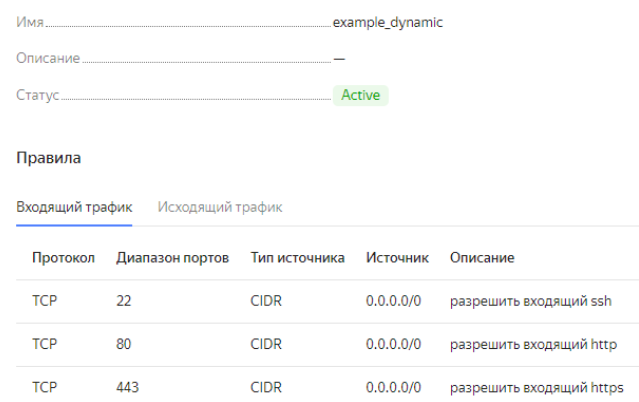 Имя example_dynamic
Описание —
Статус Active
Правила
Входящий трафик Исходящий трафик
Протокол Диапазон портов Тип источника Источник Описание
TCP 22 CIDR 0.0.0.0/0 разрешить входящий ssh
TCP 80 CIDR 0.0.0.0/0 разрешить входящий http
TCP 443 CIDR 0.0.0.0/0 разрешить входящий https